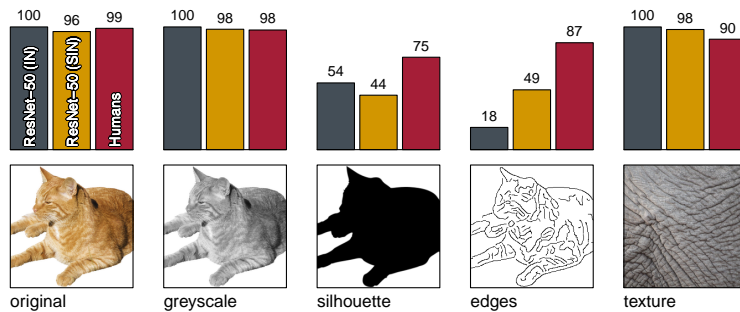 100 96 99
100 98 98
54 44 75
18 49 87
100 98 90
ResNet−50 (IN)
ResNet−50 (SIN)
Humans
original
greyscale
silhouette
edges
texture